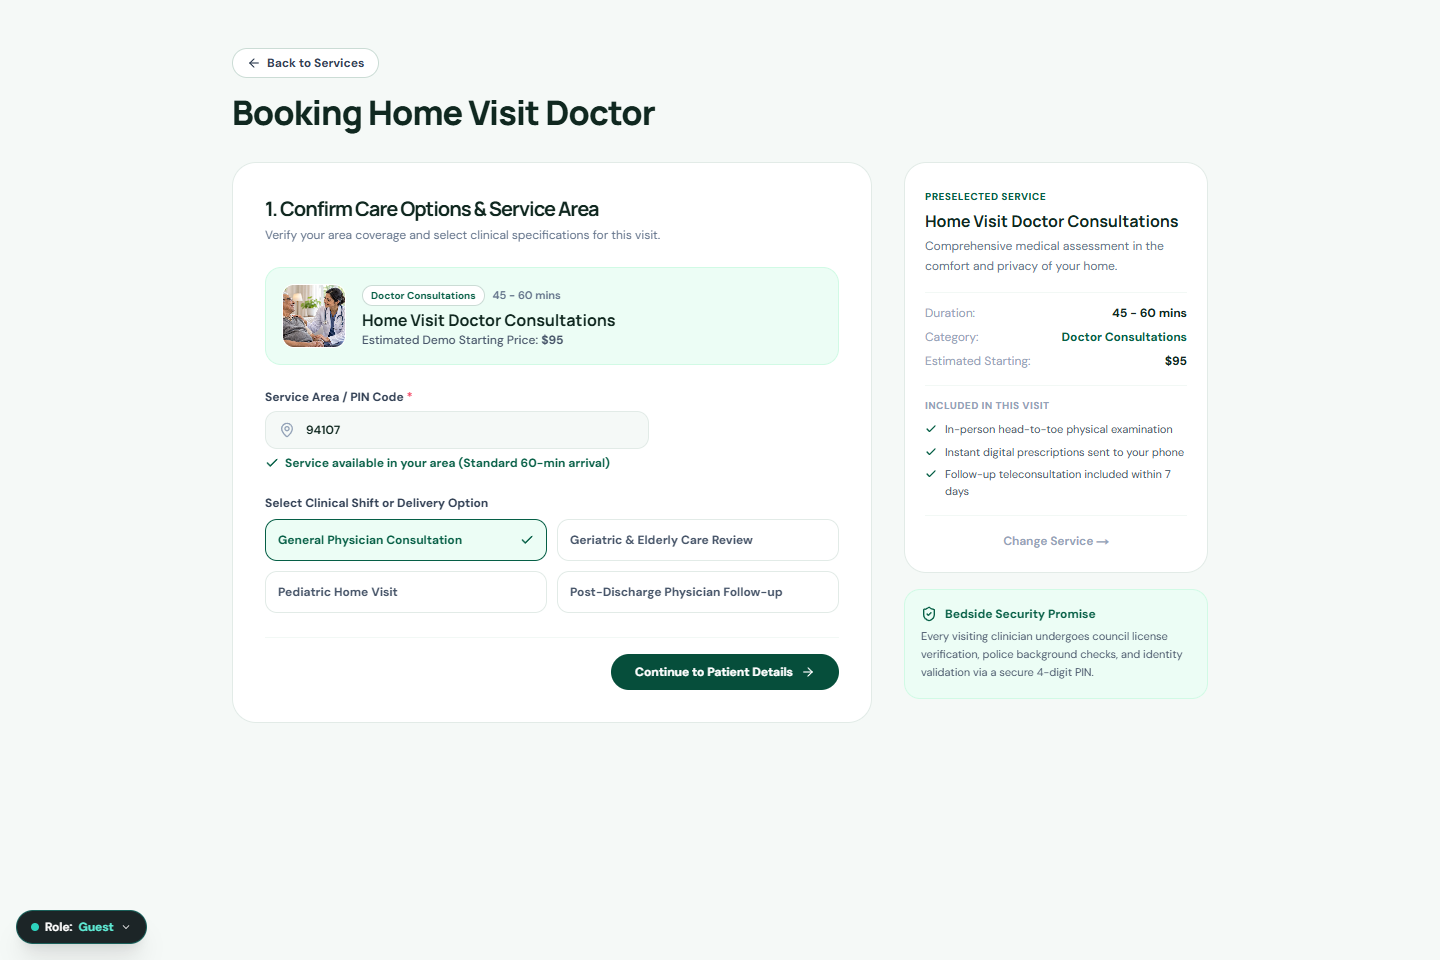 Back to Services
Booking Home Visit Doctor
1. Confirm Care Options & Service Area
Verify your area coverage and select clinical specifications for this visit.
Doctor Consultations
45 - 60 mins
Home Visit Doctor Consultations
Estimated Demo Starting Price: $95
Service Area / PIN Code *
94107
Service available in your area (Standard 60-min arrival)
Select Clinical Shift or Delivery Option
General Physician Consultation
Geriatric & Elderly Care Review
Pediatric Home Visit
Post-Discharge Physician Follow-up
Continue to Patient Details →
PRESELECTED SERVICE
Home Visit Doctor Consultations
Comprehensive medical assessment in the
comfort and privacy of your home.
Duration: 45 - 60 mins
Category: Doctor Consultations
Estimated Starting: $95
INCLUDED IN THIS VISIT
In-person head-to-toe physical examination
Instant digital prescriptions sent to your phone
Follow-up teleconsultation included within 7
days
Change Service →
Bedside Security Promise
Every visiting clinician undergoes council license
verification, police background checks, and identity
validation via a secure 4-digit PIN.
Role: Guest